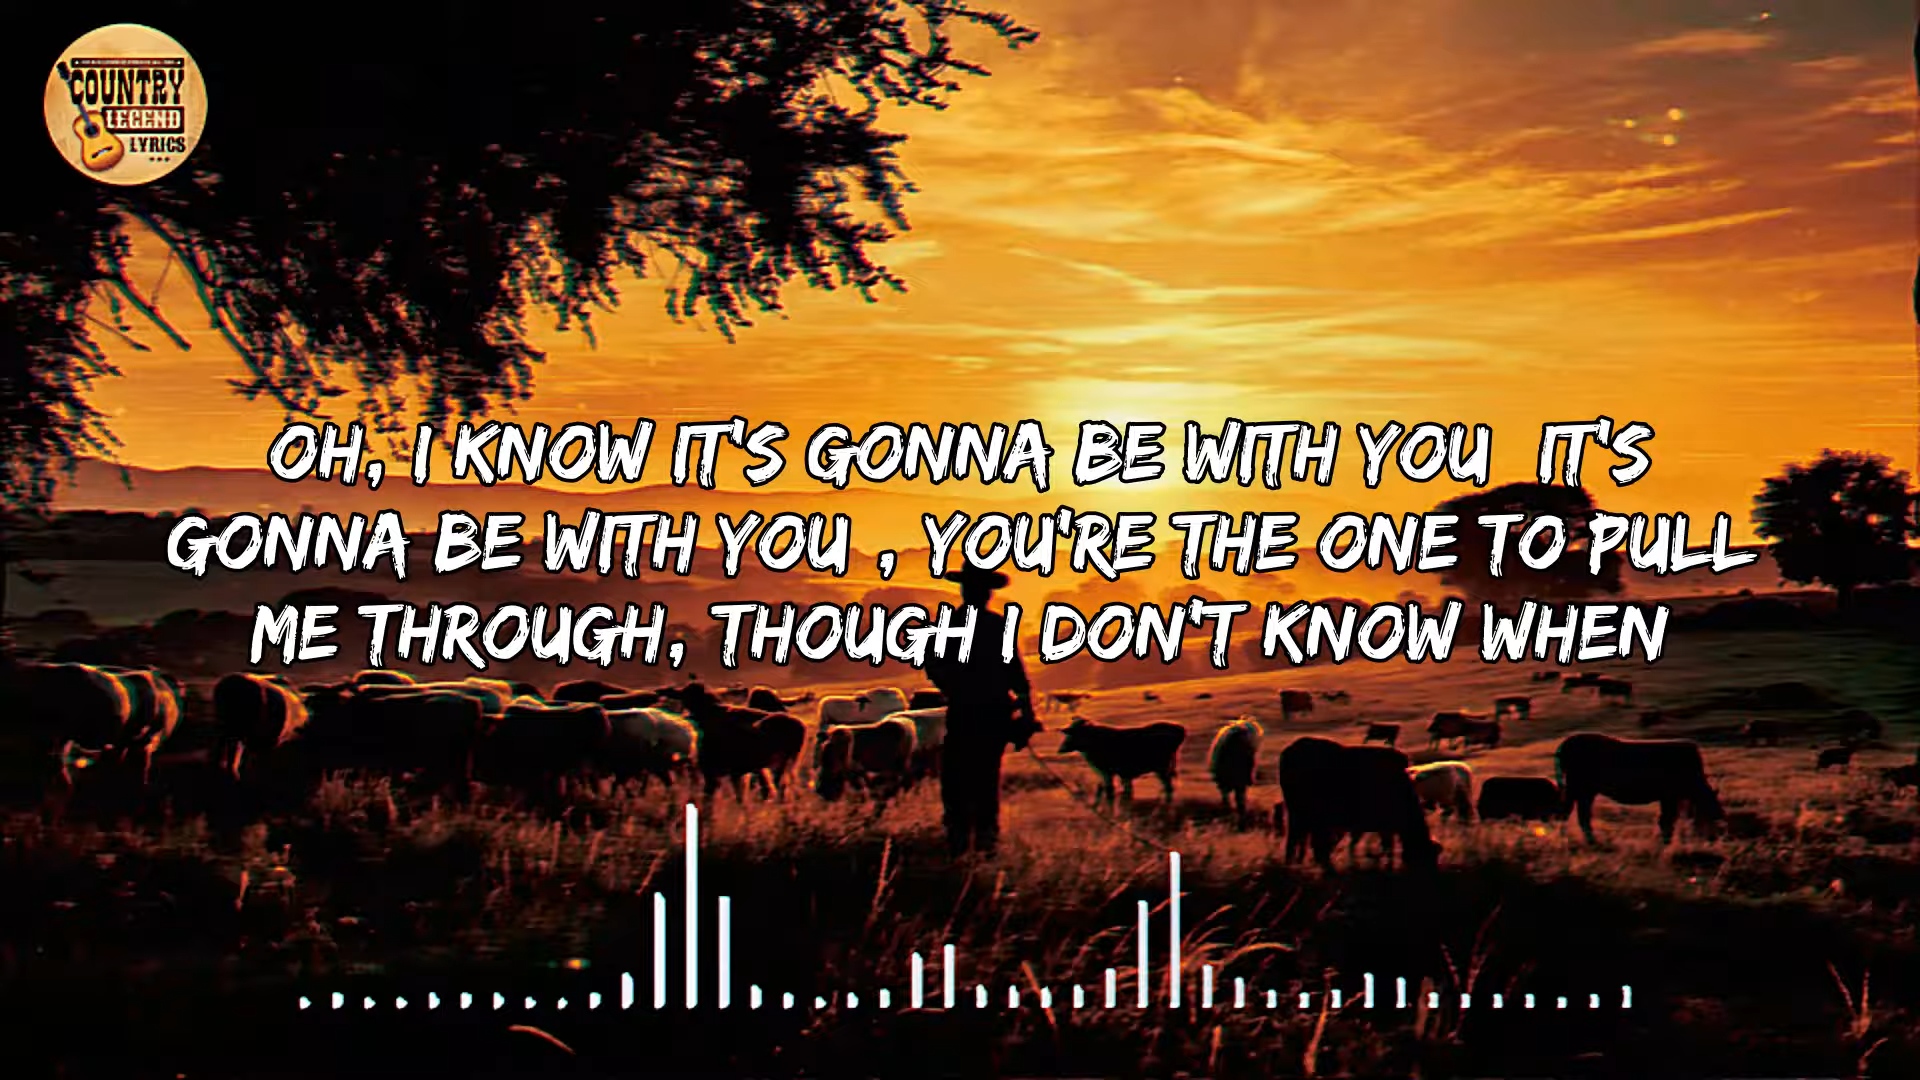 COUNTRY
LEGEND
LYRICS
OH, I KNOW IT'S GONNA BE WITH YOU IT'S
GONNA BE WITH YOU , YOU'RE THE ONE TO PULL
ME THROUGH, THOUGH I DON'T KNOW WHEN